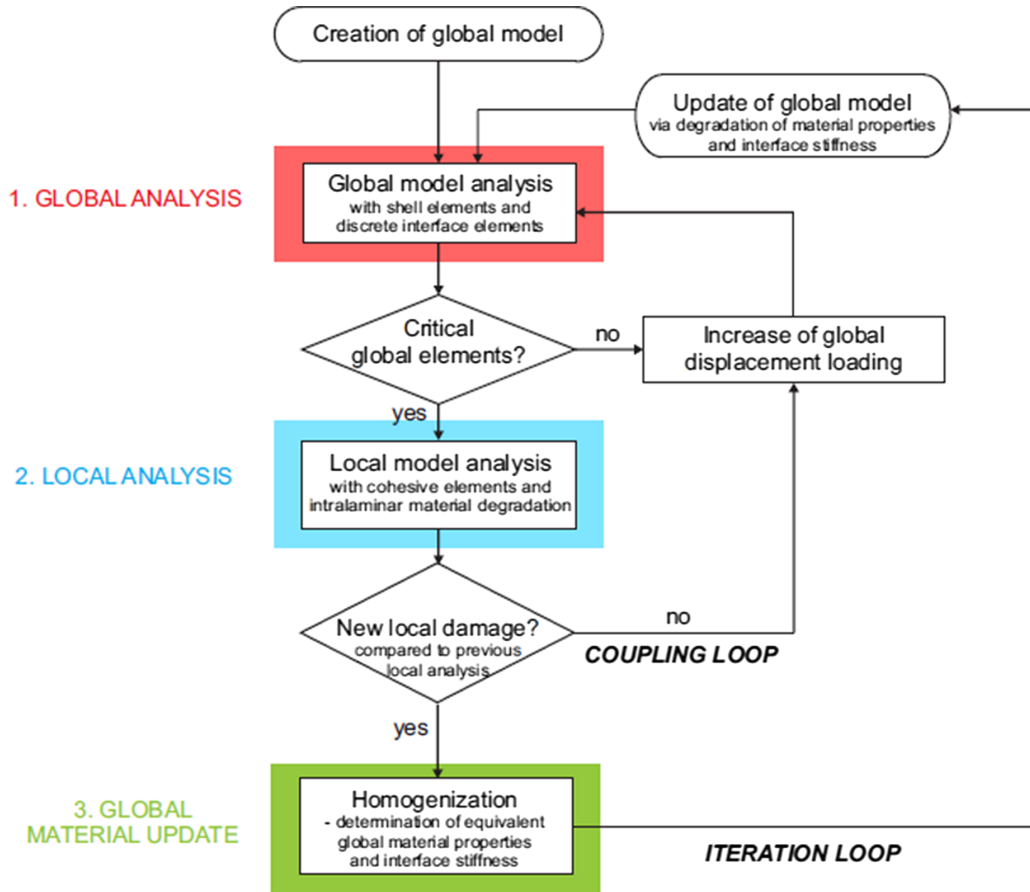 Creation of global model
Update of global model
via degradation of material properties
and interface stiffness
1. GLOBAL ANALYSIS
Global model analysis
with shell elements and
discrete interface elements
Critical
global elements?
no
Increase of global
displacement loading
yes
2. LOCAL ANALYSIS
Local model analysis
with cohesive elements and
intralaminar material degradation
New local damage?
compared to previous
local analysis
no
COUPLING LOOP
yes
3. GLOBAL
MATERIAL UPDATE
Homogenization
- determination of equivalent
global material properties
and interface stiffness
ITERATION LOOP